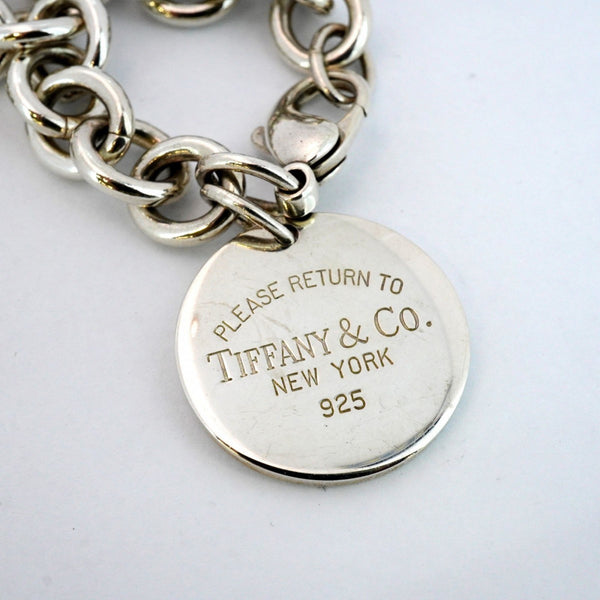 PLEASE RETURN TO
TIFFANY & CO.
NEW YORK
925